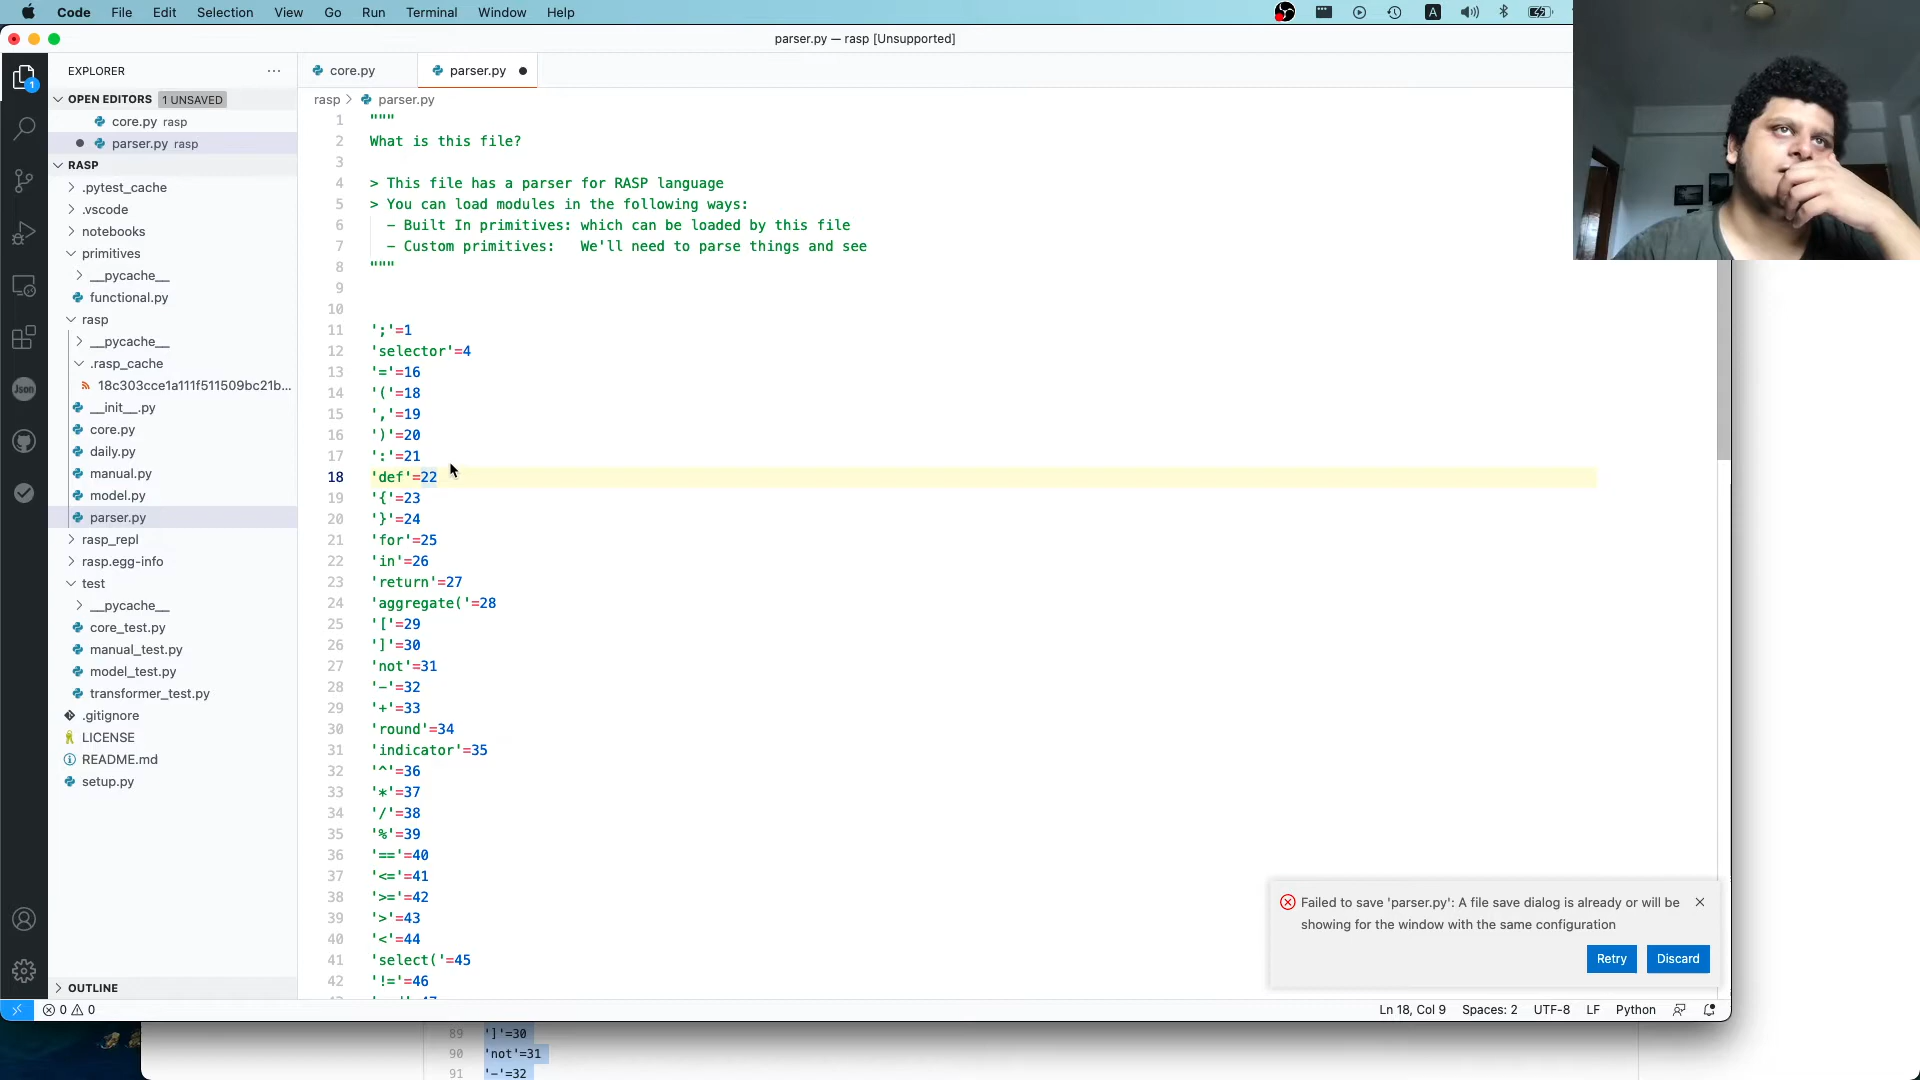 Code File Edit Selection View Go Run Terminal Window Help
A
parser.py — rasp [Unsupported]
EXPLORER
OPEN EDITORS 1 UNSAVED
core.py rasp
parser.py rasp
RASP
.pytest_cache
.vscode
notebooks
primitives
__pycache__
functional.py
rasp
__pycache__
.rasp_cache
18c303cce1a111f511509bc21b...
__init__.py
core.py
daily.py
manual.py
model.py
parser.py
rasp_repl
rasp.egg-info
test
__pycache__
core_test.py
manual_test.py
model_test.py
transformer_test.py
.gitignore
LICENSE
README.md
setup.py
OUTLINE
1
Json
core.py parser.py
rasp > parser.py
1 """
2 What is this file?
3
4 > This file has a parser for RASP language
5 > You can load modules in the following ways:
6 - Built In primitives: which can be loaded by this file
7 - Custom primitives: We'll need to parse things and see
8 """
9
10
11 ';'=1
12 'selector'=4
13 '='=16
14 '('=18
15 ','=19
16 ')'=20
17 ':'=21
18 'def'=22
19 '{'=23
20 '}'=24
21 'for'=25
22 'in'=26
23 'return'=27
24 'aggregate('=28
25 '['=29
26 ']'=30
27 'not'=31
28 '-'=32
29 '+'=33
30 'round'=34
31 'indicator'=35
32 '^'=36
33 '*'=37
34 '/'=38
35 '%'=39
36 '=='=40
37 '<='=41
38 '>='=42
39 '>'=43
40 '<'=44
41 'select('=45
42 '!='=46
Failed to save 'parser.py': A file save dialog is already or will be
showing for the window with the same configuration
Retry Discard
0 0
Ln 18, Col 9 Spaces: 2 UTF-8 LF Python
89 ']'=30
90 'not'=31
91 '-'=32